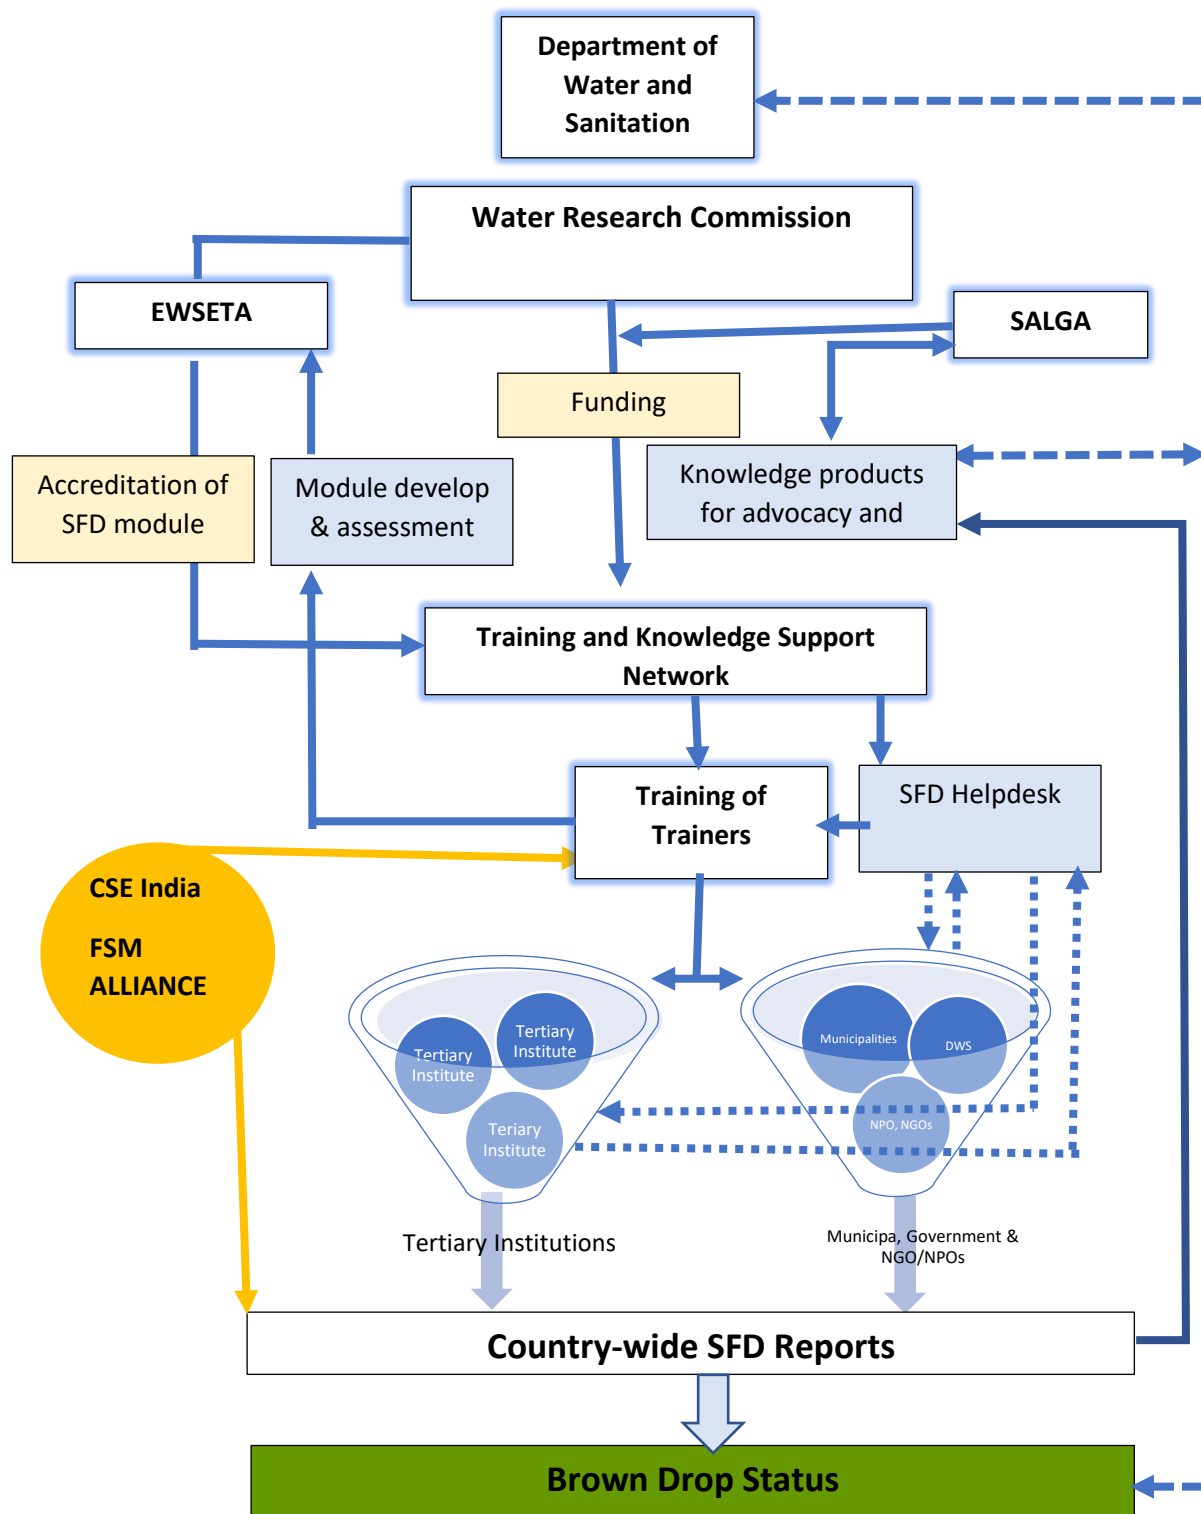 Department of
Water and
Sanitation
Water Research Commission
EWSETA
SALGA
Funding
Accreditation of
SFD module
Module develop
& assessment
Knowledge products
for advocacy and
Training and Knowledge Support
Network
Training of
Trainers
SFD Helpdesk
CSE India
FSM
ALLIANCE
Tertiary
Institute
Tertiary
Institute
Teriary
Institute
Municipalities
DWS
NPO, NGOs
Tertiary Institutions
Municipa, Government &
NGO/NPOs
Country-wide SFD Reports
Brown Drop Status